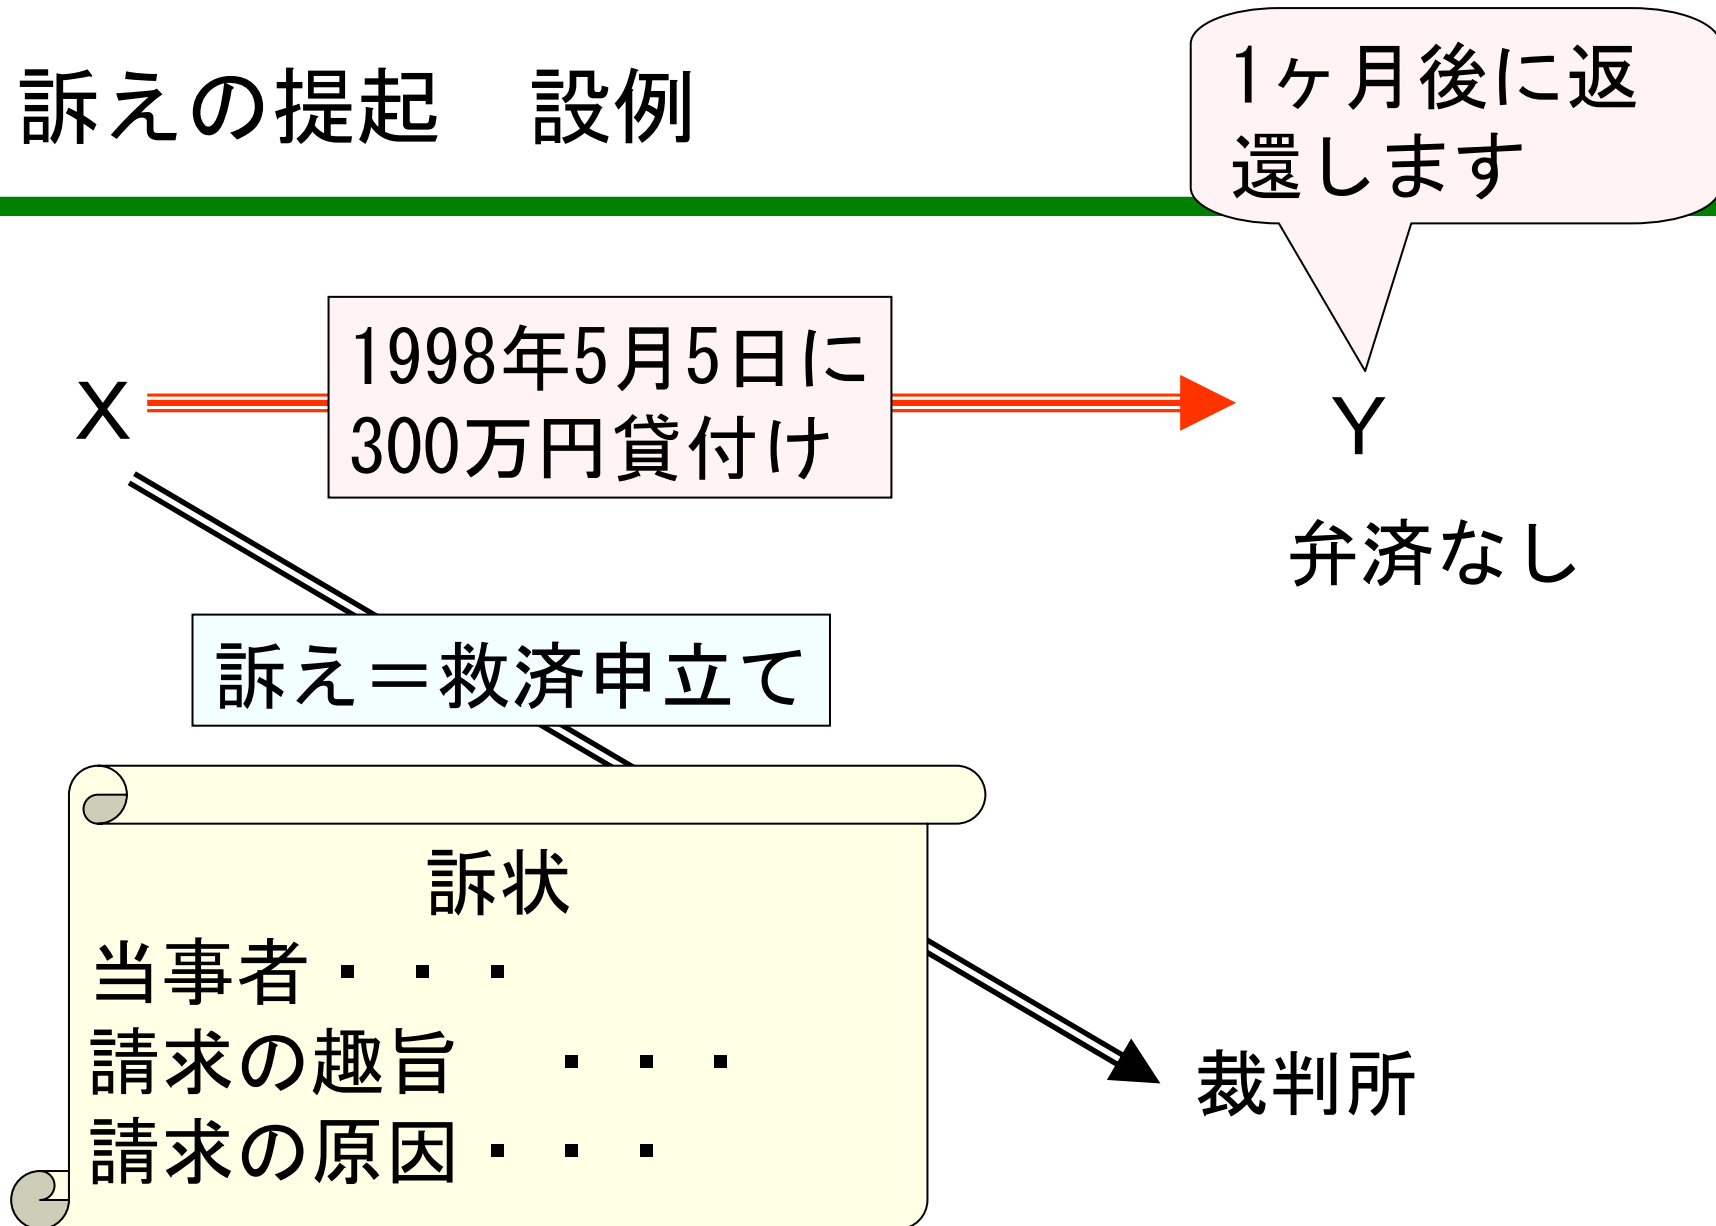 訴えの提起　設例
1ヶ月後に返
還します
1998年5月5日に
300万円貸付け
X
Y
弁済なし
訴え＝救済申立て
訴状
当事者・・・
請求の趣旨　・・・
請求の原因・・・
裁判所